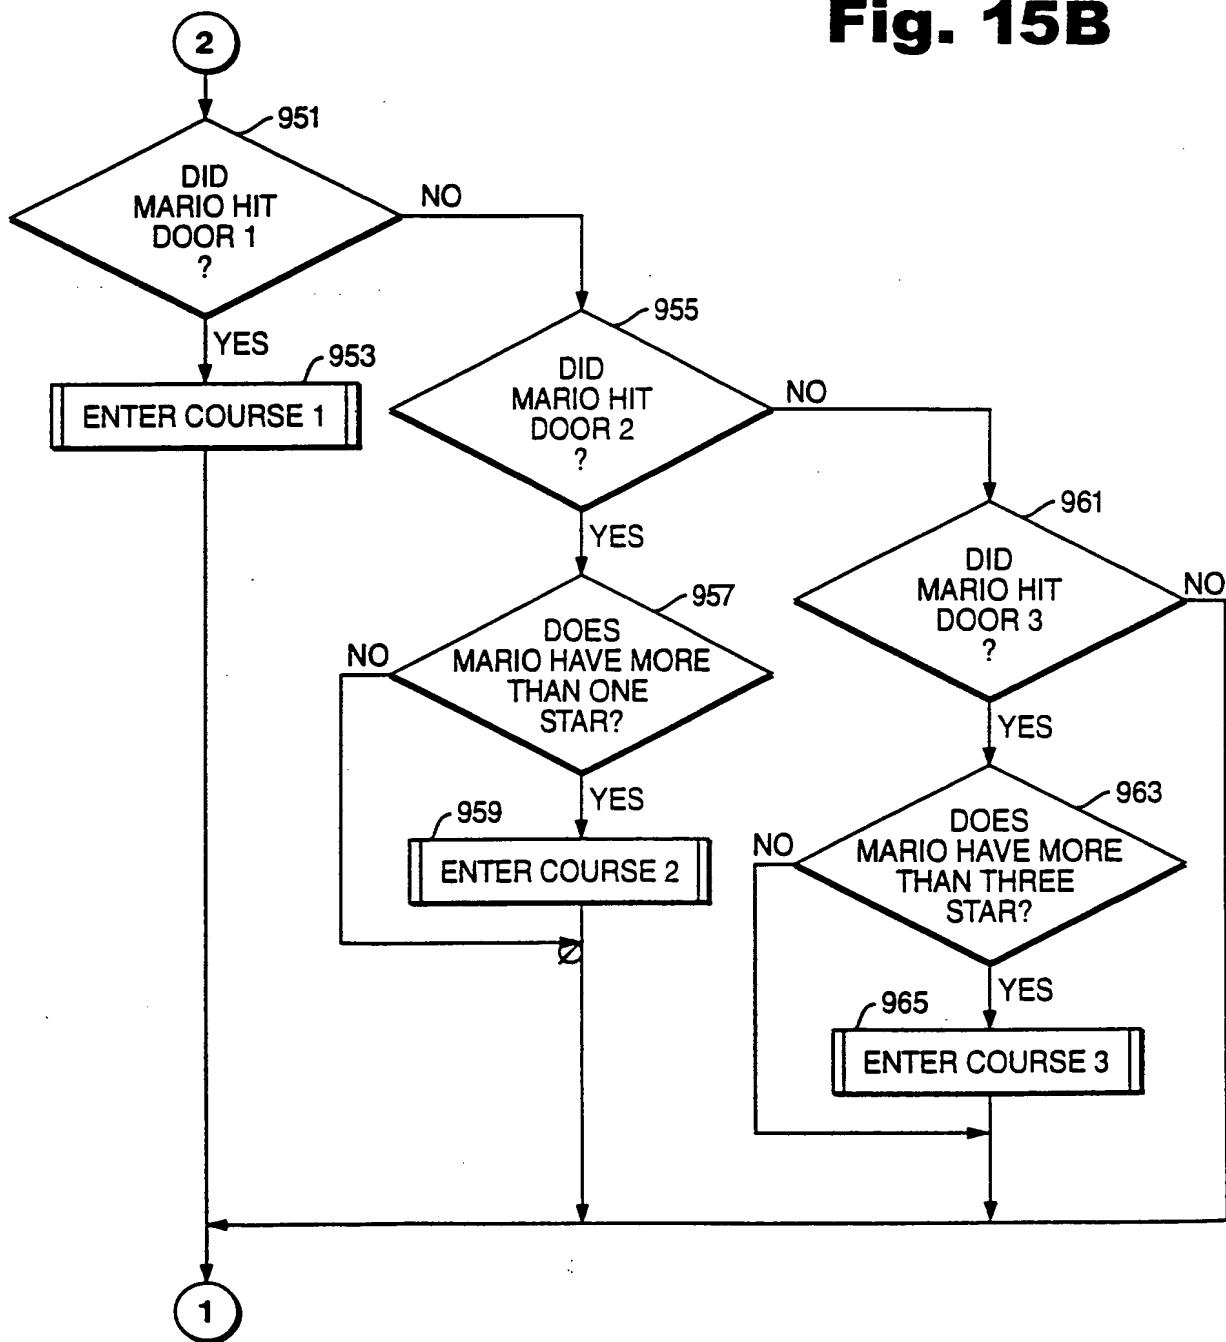 Fig. 15B
2
951
DID
MARIO HIT
DOOR 1
?
NO
YES
953
ENTER COURSE 1
955
DID
MARIO HIT
DOOR 2
?
NO
YES
957
DOES
MARIO HAVE MORE
THAN ONE
STAR?
NO
YES
959
ENTER COURSE 2
961
DID
MARIO HIT
DOOR 3
?
NO
YES
963
DOES
MARIO HAVE MORE
THAN THREE
STAR?
NO
YES
965
ENTER COURSE 3
1